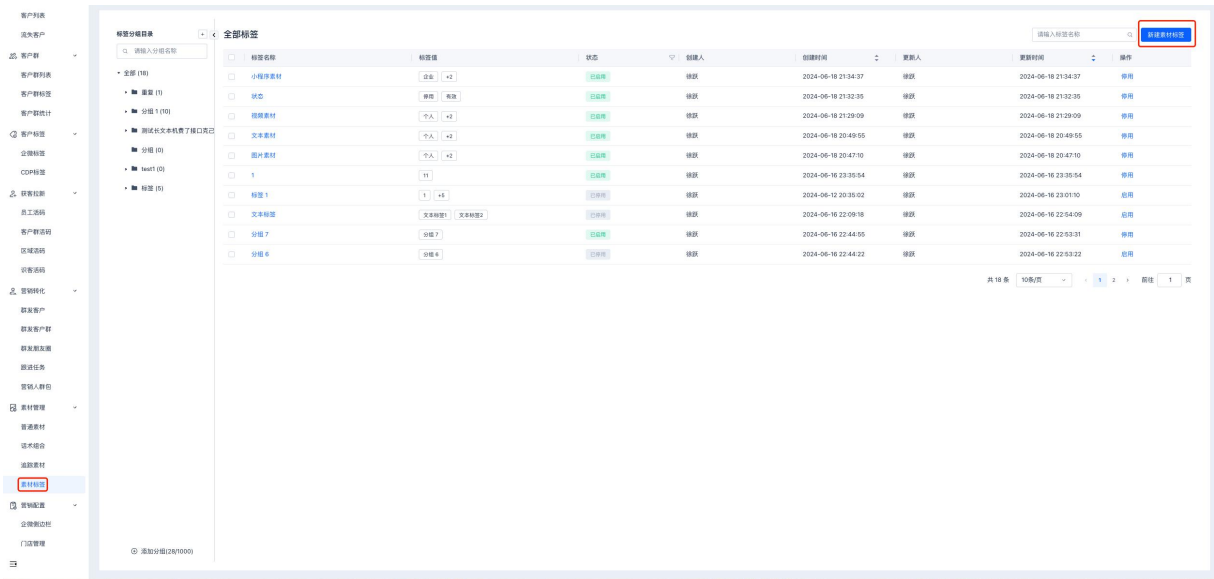 客户列表
流失客户
客户群
客户群列表
客户群标签
客户群统计
客户标签
企微标签
CDP标签
获客拉新
员工活码
客户群活码
区域活码
识客活码
营销转化
群发客户
群发客户群
群发朋友圈
跟进任务
营销人群包
素材管理
普通素材
话术组合
追踪素材
素材标签
营销配置
企微侧边栏
门店管理
标签分组目录
请输入分组名称
全部 (18)
重复 (1)
分组 1 (10)
测试长文本机费了接口克己
分组 (0)
test1 (0)
标签 (5)
添加分组(28/1000)
全部标签
请输入标签名称
新建素材标签
标签名称 标签值 状态 创建人 创建时间 更新人 更新时间 操作
小程序素材 企业 +2 已启用 徐跃 2024-06-18 21:34:37 徐跃 2024-06-18 21:34:37 停用
状态 停用 有效 已启用 徐跃 2024-06-18 21:32:35 徐跃 2024-06-18 21:32:35 停用
视频素材 个人 +2 已启用 徐跃 2024-06-18 21:29:09 徐跃 2024-06-18 21:29:09 停用
文本素材 个人 +2 已启用 徐跃 2024-06-18 20:49:55 徐跃 2024-06-18 20:49:55 停用
图片素材 个人 +2 已启用 徐跃 2024-06-18 20:47:10 徐跃 2024-06-18 20:47:10 停用
1 11 已启用 徐跃 2024-06-16 23:35:54 徐跃 2024-06-16 23:35:54 停用
标签 1 1 +5 已停用 徐跃 2024-06-12 20:35:02 徐跃 2024-06-16 23:01:10 启用
文本标签 文本标签1 文本标签2 已停用 徐跃 2024-06-16 22:09:18 徐跃 2024-06-16 22:54:09 启用
分组 7 分组 7 已启用 徐跃 2024-06-16 22:44:55 徐跃 2024-06-16 22:53:31 停用
分组 6 分组 6 已停用 徐跃 2024-06-16 22:44:22 徐跃 2024-06-16 22:53:22 启用
共 18 条 10条/页 1 2 前往 1 页